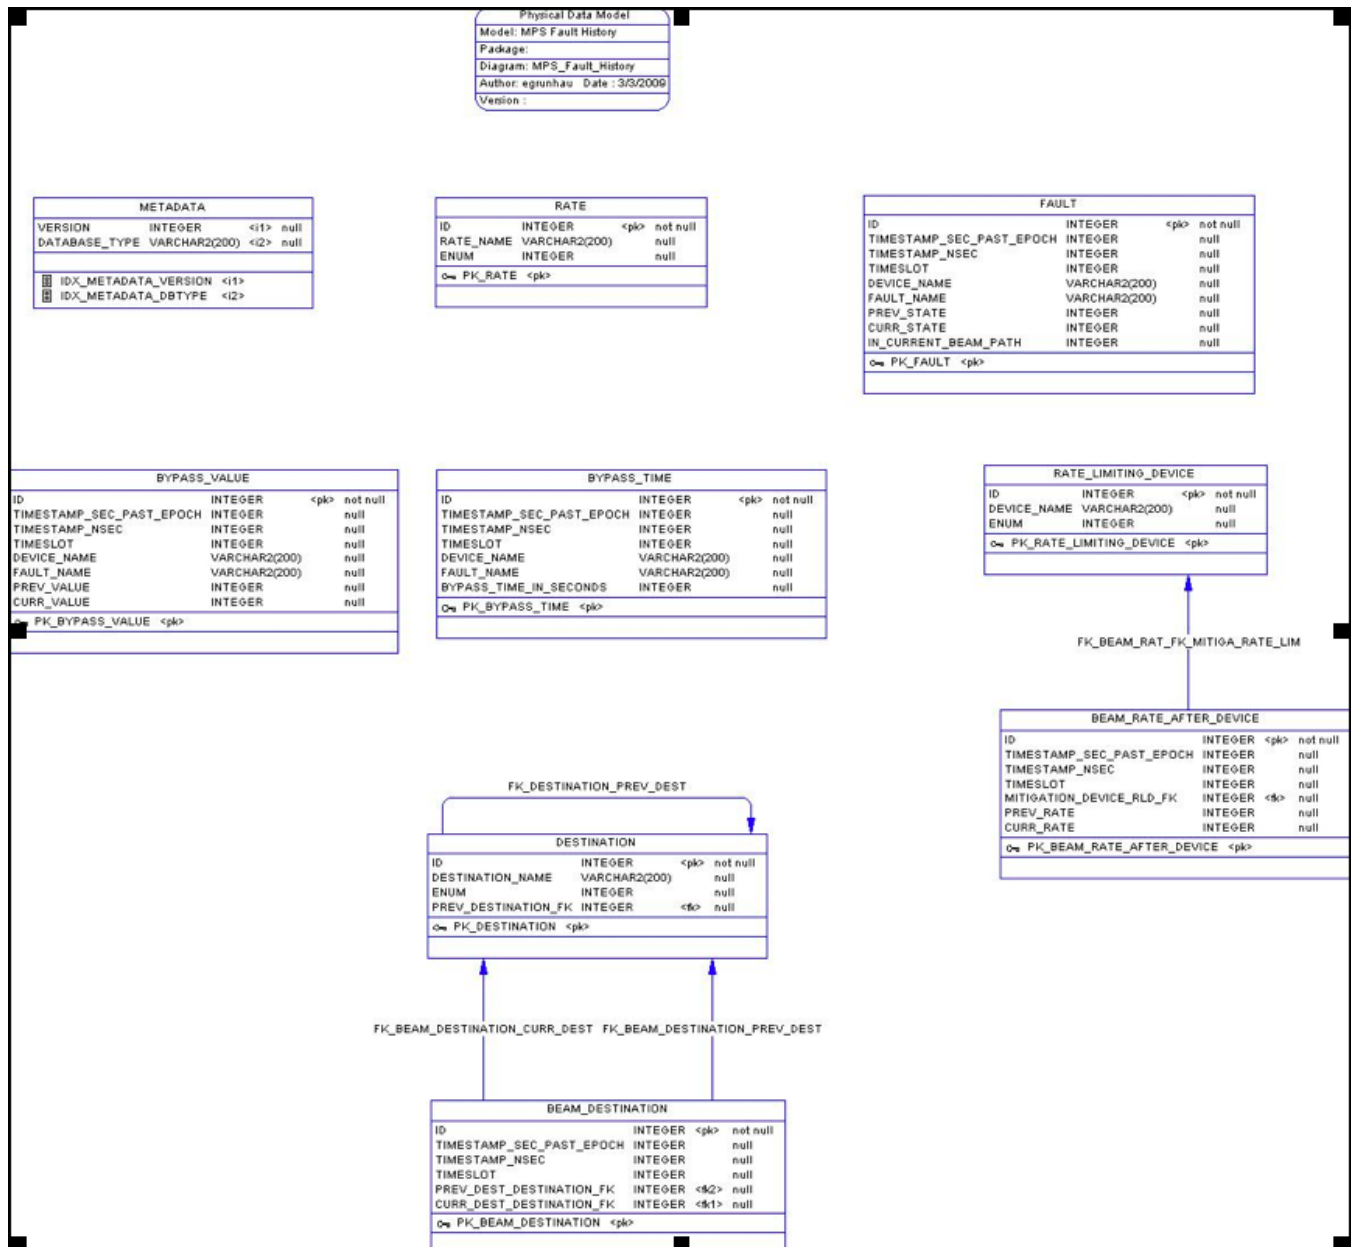 Physical Data Model
Model: MPS Fault History
Package:
Diagram: MPS_Fault_History
Author: egrunhau Date : 3/3/2009
Version :
METADATA
VERSION INTEGER <i1> null
DATABASE_TYPE VARCHAR2(200) <i2> null
IDX_METADATA_VERSION <i1>
IDX_METADATA_DBTYPE <i2>
RATE
ID INTEGER <pk> not null
RATE_NAME VARCHAR2(200) null
ENUM INTEGER null
PK_RATE <pk>
FAULT
ID INTEGER <pk> not null
TIMESTAMP_SEC_PAST_EPOCH INTEGER null
TIMESTAMP_NSEC INTEGER null
TIMESLOT INTEGER null
DEVICE_NAME VARCHAR2(200) null
FAULT_NAME VARCHAR2(200) null
PREV_STATE INTEGER null
CURR_STATE INTEGER null
IN_CURRENT_BEAM_PATH INTEGER null
PK_FAULT <pk>
BYPASS_VALUE
ID INTEGER <pk> not null
TIMESTAMP_SEC_PAST_EPOCH INTEGER null
TIMESTAMP_NSEC INTEGER null
TIMESLOT INTEGER null
DEVICE_NAME VARCHAR2(200) null
FAULT_NAME VARCHAR2(200) null
PREV_VALUE INTEGER null
CURR_VALUE INTEGER null
PK_BYPASS_VALUE <pk>
BYPASS_TIME
ID INTEGER <pk> not null
TIMESTAMP_SEC_PAST_EPOCH INTEGER null
TIMESTAMP_NSEC INTEGER null
TIMESLOT INTEGER null
DEVICE_NAME VARCHAR2(200) null
FAULT_NAME VARCHAR2(200) null
BYPASS_TIME_IN_SECONDS INTEGER null
PK_BYPASS_TIME <pk>
RATE_LIMITING_DEVICE
ID INTEGER <pk> not null
DEVICE_NAME VARCHAR2(200) null
ENUM INTEGER null
PK_RATE_LIMITING_DEVICE <pk>
FK_BEAM_RAT_FK_MITIGA_RATE_LIM
BEAM_RATE_AFTER_DEVICE
ID INTEGER <pk> not null
TIMESTAMP_SEC_PAST_EPOCH INTEGER null
TIMESTAMP_NSEC INTEGER null
TIMESLOT INTEGER null
MITIGATION_DEVICE_RLD_FK INTEGER <fk> null
PREV_RATE INTEGER null
CURR_RATE INTEGER null
PK_BEAM_RATE_AFTER_DEVICE <pk>
FK_DESTINATION_PREV_DEST
DESTINATION
ID INTEGER <pk> not null
DESTINATION_NAME VARCHAR2(200) null
ENUM INTEGER null
PREV_DESTINATION_FK INTEGER <fk> null
PK_DESTINATION <pk>
FK_BEAM_DESTINATION_CURR_DEST FK_BEAM_DESTINATION_PREV_DEST
BEAM_DESTINATION
ID INTEGER <pk> not null
TIMESTAMP_SEC_PAST_EPOCH INTEGER null
TIMESTAMP_NSEC INTEGER null
TIMESLOT INTEGER null
PREV_DEST_DESTINATION_FK INTEGER <fk2> null
CURR_DEST_DESTINATION_FK INTEGER <fk1> null
PK_BEAM_DESTINATION <pk>